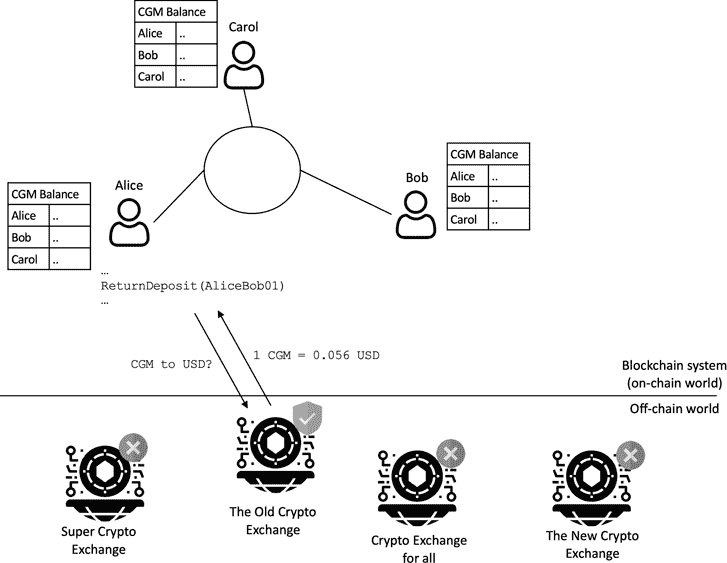 CGM Balance
Alice ..
Bob ..
Carol ..
Carol
CGM Balance
Alice ..
Bob ..
Carol ..
Alice
Bob
CGM Balance
Alice ..
Bob ..
Carol ..
…
ReturnDeposit(AliceBob01)
…
CGM to USD?
1 CGM = 0.056 USD
Blockchain system
(on-chain world)
Off-chain world
Super Crypto
Exchange
The Old Crypto
Exchange
Crypto Exchange
for all
The New Crypto
Exchange